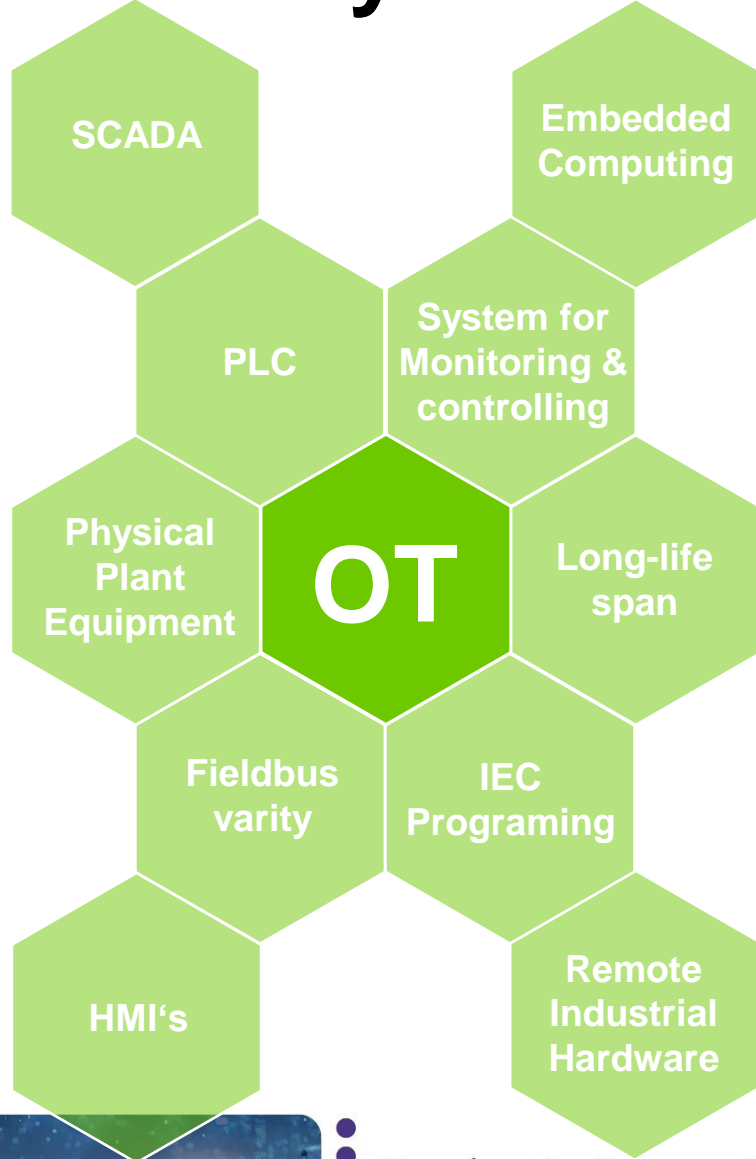 y
SCADA
Embedded
Computing
PLC
System for
Monitoring &
controlling
Physical
Plant
Equipment
OT
Long-life
span
Fieldbus
varity
IEC
Programing
HMI‘s
Remote
Industrial
Hardware